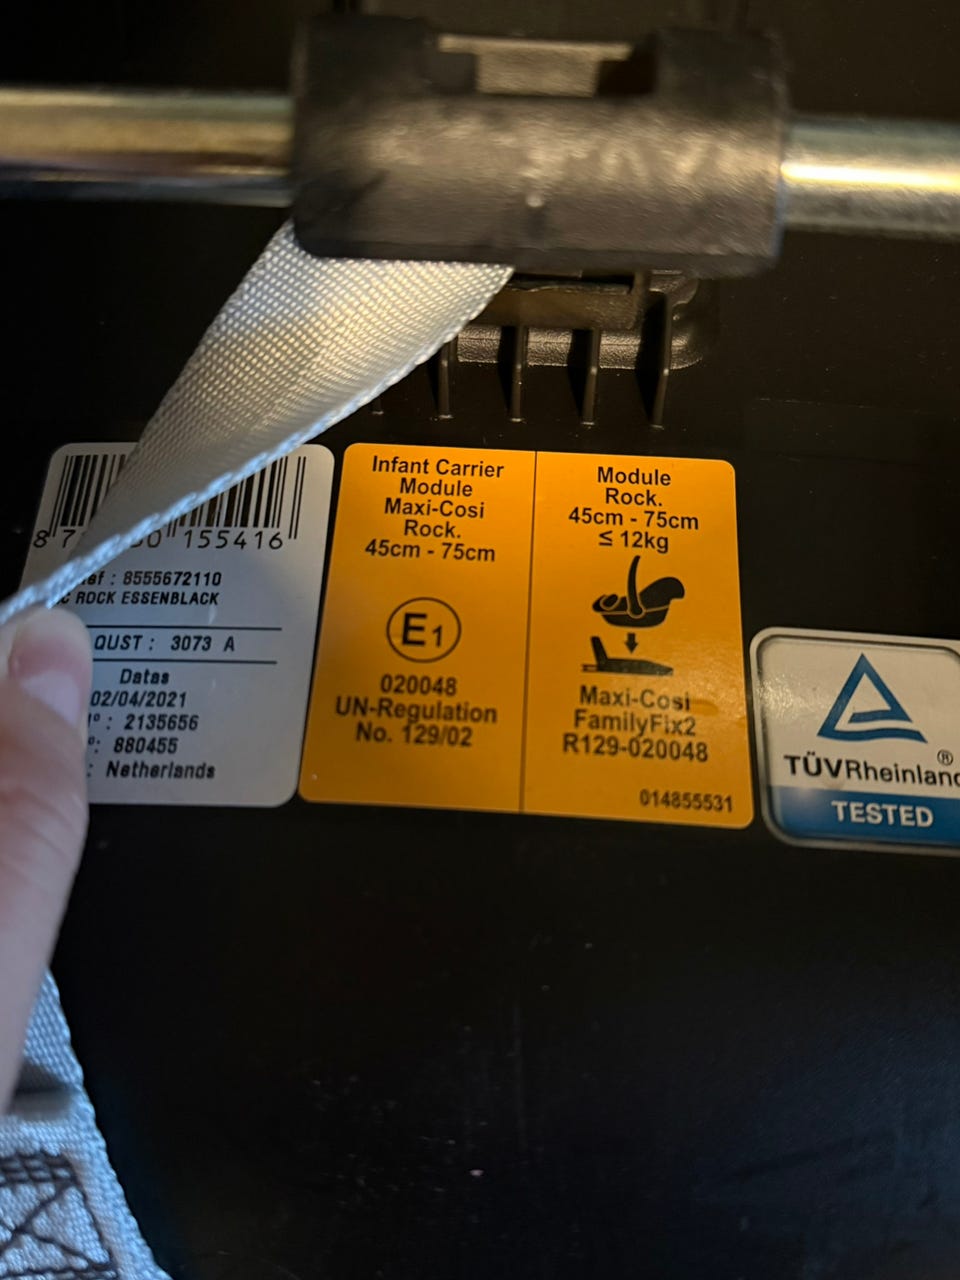 155416
: 8555672110
ROCK ESSENBLACK
OUST : 3073 A
Datas
02/04/2021
: 2135656
: 880455
: Netherlands
Infant Carrier
Module
Maxi-Cosi
Rock.
45cm - 75cm
E1
020048
UN-Regulation
No. 129/02
Module
Rock.
45cm - 75cm
≤ 12kg
Maxi-Cosi
FamilyFix2
R129-020048
014855531
TÜVRheinland®
TESTED